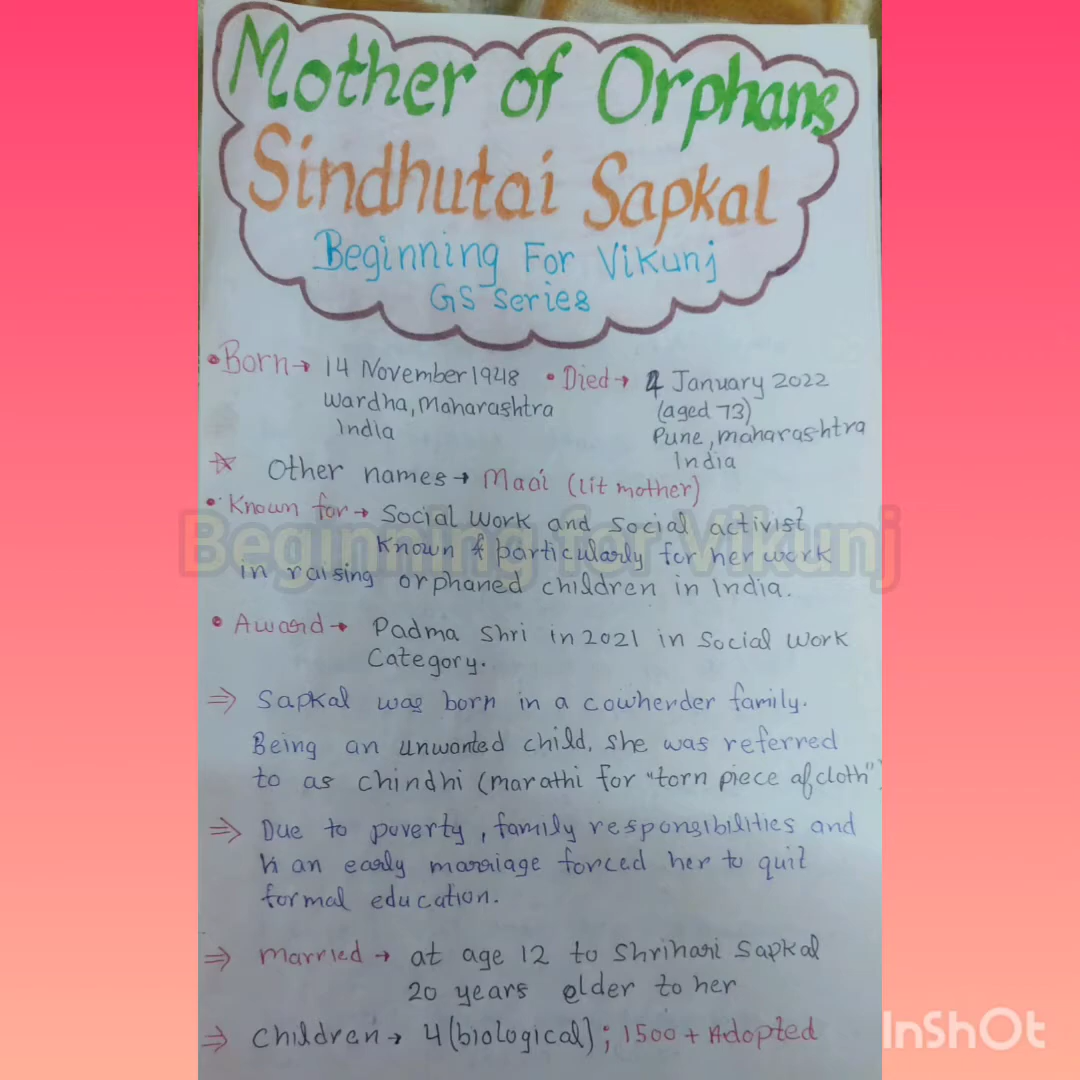 Mother of Orphans
Sindhutai Sapkal
Beginning For Vikunj
GS Series
• Born → 14 November 1948 • Died → 4 January 2022
Wardha, Maharashtra (aged 73)
India Pune, Maharashtra
India
Other names → Maai (lit mother)
• Known for → Social work and social activist
Known & particularly for her work
in raising orphaned children in India.
Beginning for Vikunj
• Award → Padma Shri in 2021 in Social Work
Category.
⇒ Sapkal was born in a cowherder family.
Being an unwanted child, she was referred
to as chindhi (marathi for "torn piece of cloth")
⇒ Due to poverty, family responsibilities and
an early marriage forced her to quit
formal education.
⇒ Married → at age 12 to Shrihari Sapkal
20 years elder to her
⇒ Children → 4 (biological); 1500 + Adopted
InShOt